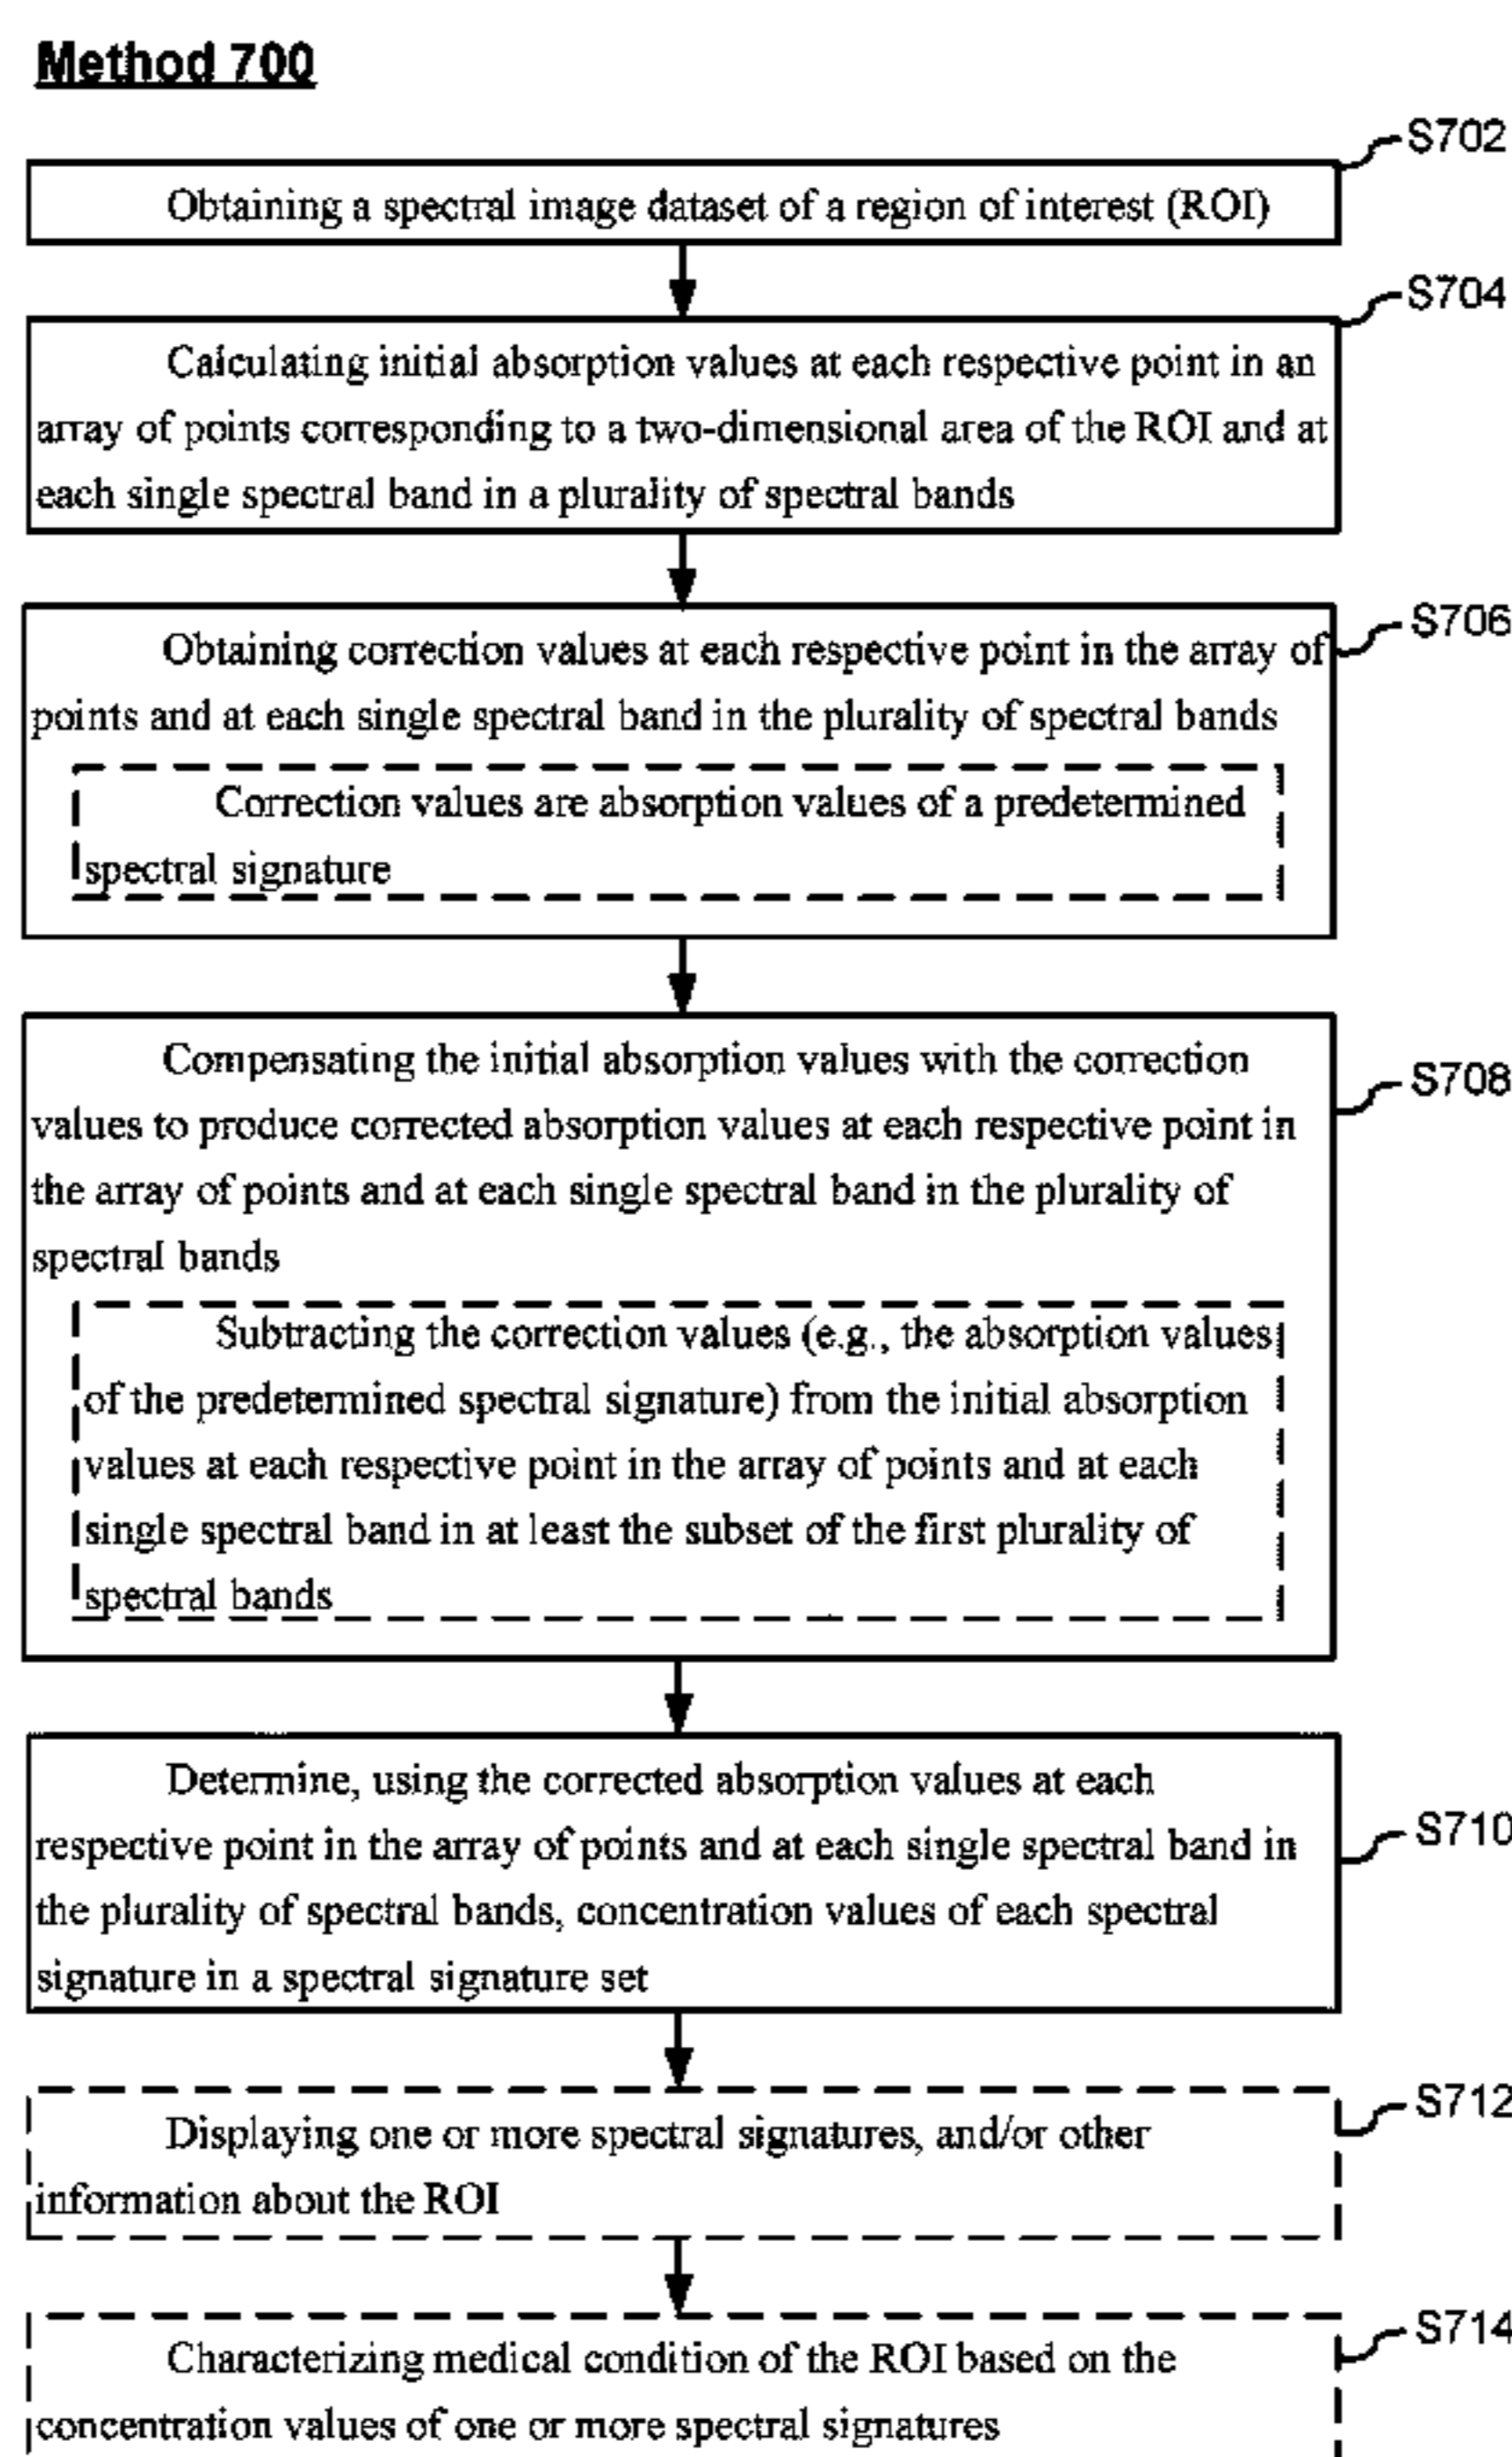 Method 700
S702
Obtaining a spectral image dataset of a region of interest (ROI)
S704
Calculating initial absorption values at each respective point in an
array of points corresponding to a two-dimensional area of the ROI and at
each single spectral band in a plurality of spectral bands
S706
Obtaining correction values at each respective point in the array of
points and at each single spectral band in the plurality of spectral bands
Correction values are absorption values of a predetermined
spectral signature
S708
Compensating the initial absorption values with the correction
values to produce corrected absorption values at each respective point in
the array of points and at each single spectral band in the plurality of
spectral bands
Subtracting the correction values (e.g., the absorption values
of the predetermined spectral signature) from the initial absorption
values at each respective point in the array of points and at each
single spectral band in at least the subset of the first plurality of
spectral bands
Determine, using the corrected absorption values at each
respective point in the array of points and at each single spectral band in
S710
the plurality of spectral bands, concentration values of each spectral
signature in a spectral signature set
S712
Displaying one or more spectral signatures, and/or other
information about the ROI
S714
Characterizing medical condition of the ROI based on the
concentration values of one or more spectral signatures